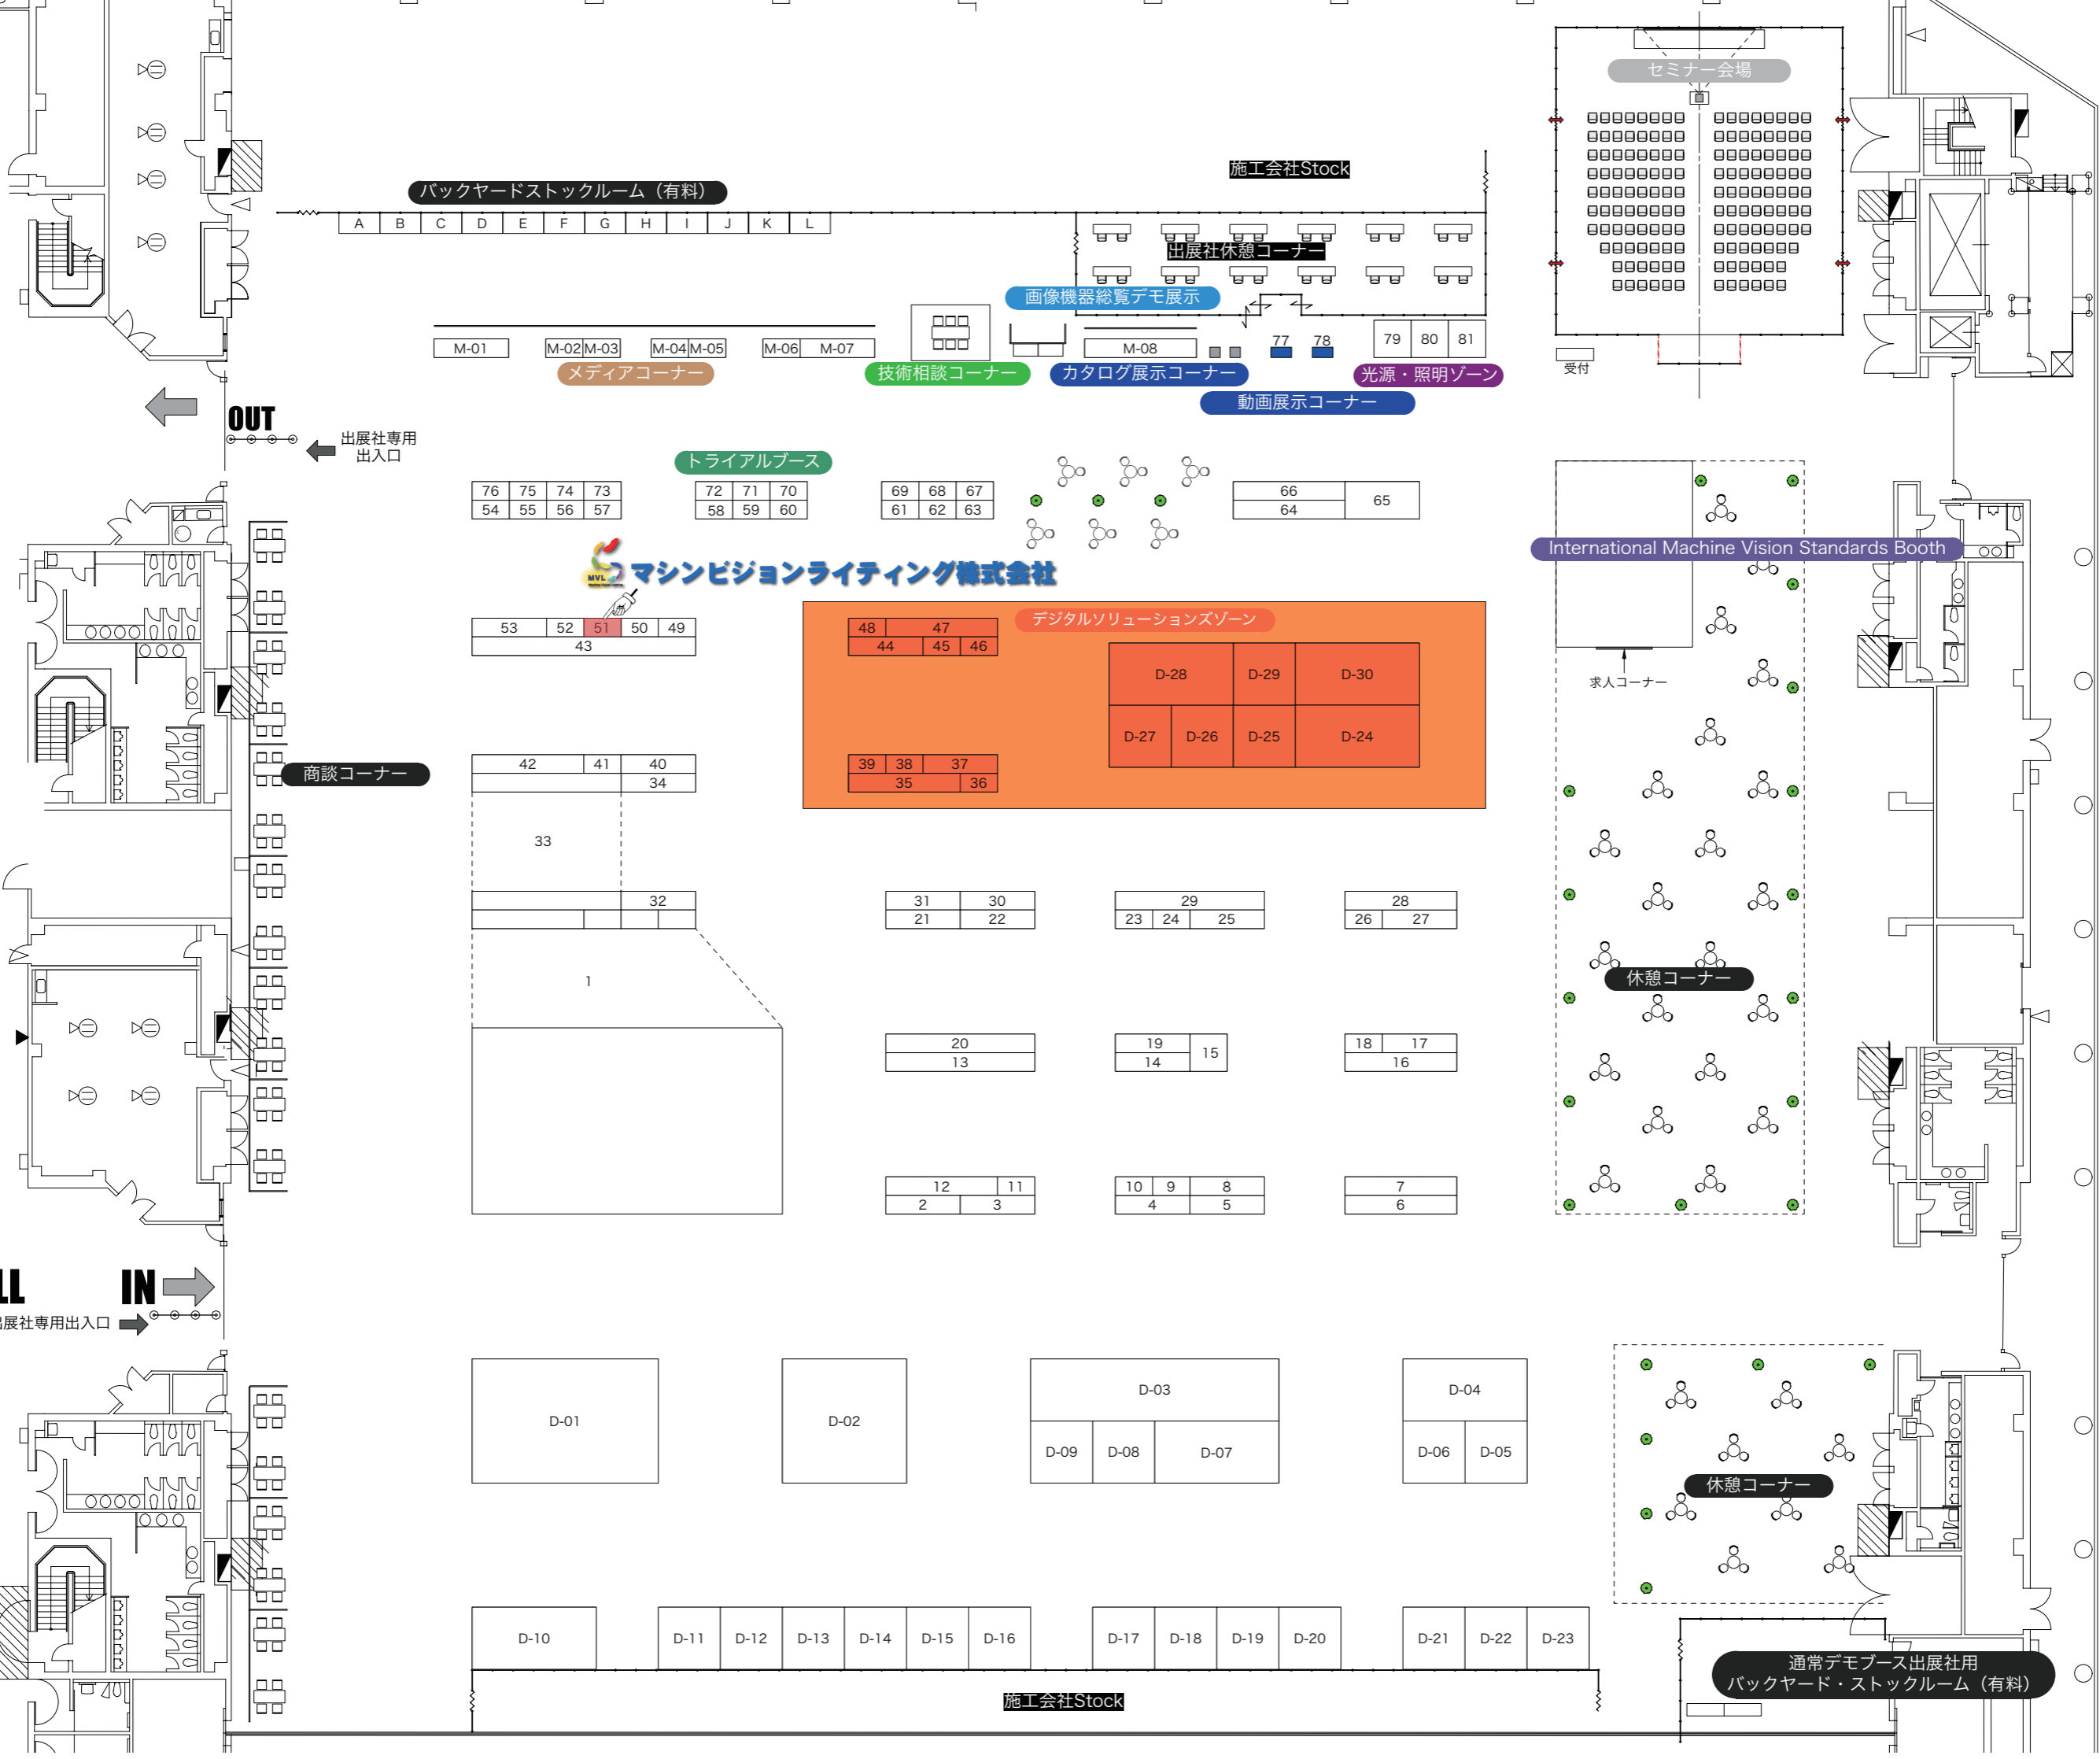 セミナー会場
施工会社Stock
バックヤードストックルーム（有料）
A B C D E F G H I J K L
出展社休憩コーナー
画像機器総覧デモ展示
M-01 M-02 M-03 M-04 M-05 M-06 M-07 M-08 77 78 79 80 81
受付
メディアコーナー
技術相談コーナー
カタログ展示コーナー
光源・照明ゾーン
動画展示コーナー
OUT
出展社専用
出入口
トライアルブース
76 75 74 73 72 71 70 69 68 67 66 65
54 55 56 57 58 59 60 61 62 63 64
International Machine Vision Standards Booth
MVL
マシンビジョンライティング株式会社
デジタルソリューションズゾーン
53 52 51 50 49 48 47
43 44 45 46
D-28 D-29 D-30
求人コーナー
D-27 D-26 D-25 D-24
商談コーナー
42 41 40 39 38 37
34 35 36
33
32 31 30 29 28
21 22 23 24 25 26 27
1
休憩コーナー
20 19 15 18 17
13 14 16
12 11 10 9 8 7
2 3 4 5 6
LL IN
展社専用出入口
D-01 D-02 D-03 D-04
D-09 D-08 D-07 D-06 D-05
休憩コーナー
D-10 D-11 D-12 D-13 D-14 D-15 D-16 D-17 D-18 D-19 D-20 D-21 D-22 D-23
通常デモブース出展社用
バックヤード・ストックルーム（有料）
施工会社Stock